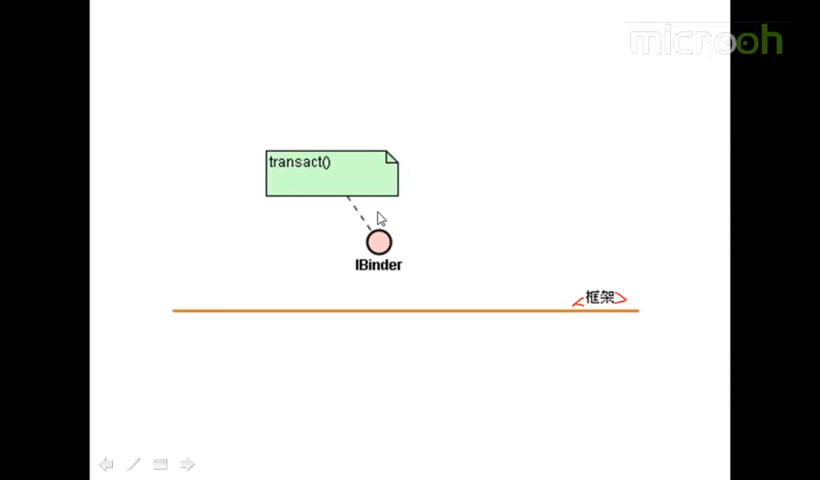 microoh
transact()
IBinder
框架